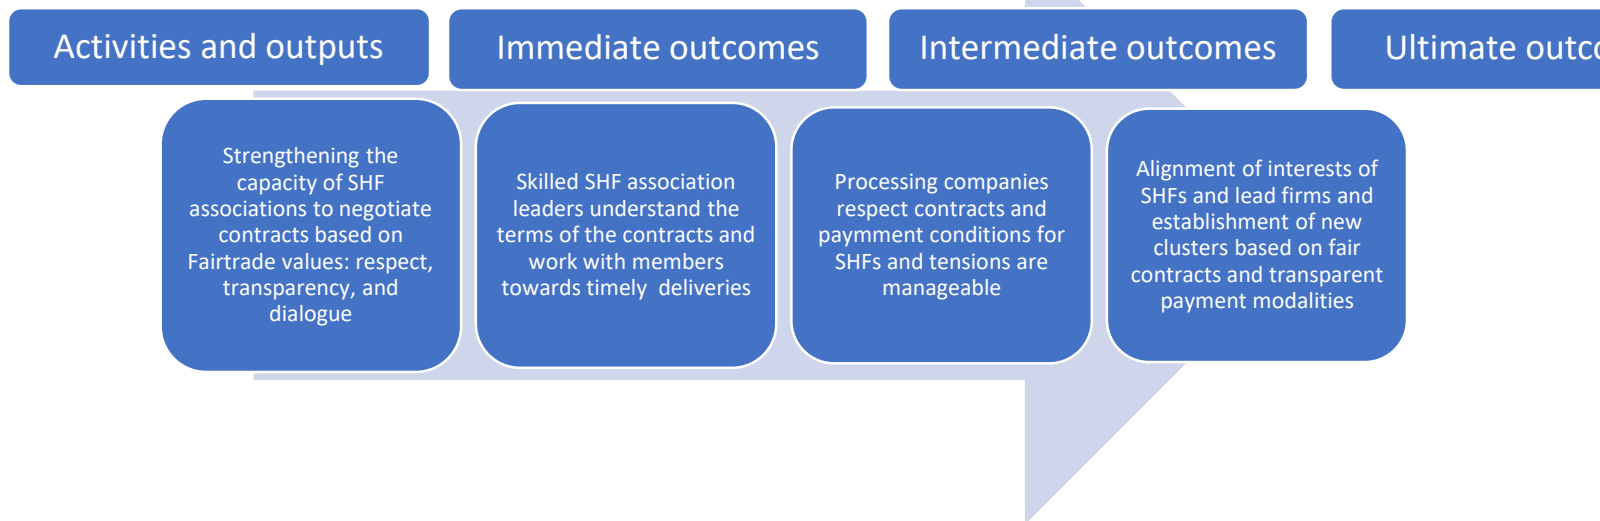 Activities and outputs
Immediate outcomes
Intermediate outcomes
Ultimate
Strengthening the
capacity of SHF
associations to negotiate
contracts based on
Fairtrade values: respect,
transparency, and
dialogue
Skilled SHF association
leaders understand the
terms of the contracts and
work with members
towards timely deliveries
Processing companies
respect contracts and
paymment conditions for
SHFs and tensions are
manageable
Alignment of interests of
SHFs and lead firms and
establishment of new
clusters based on fair
contracts and transparent
payment modalities